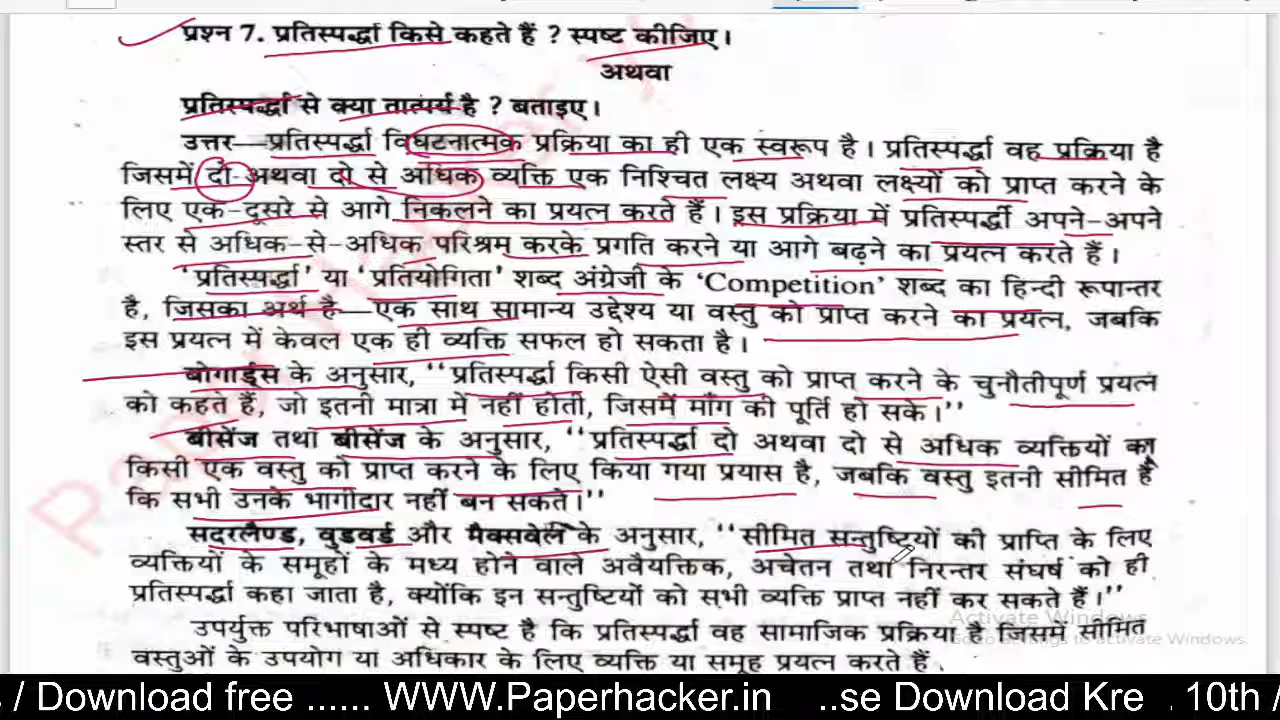 7
प्रश्न 7. प्रतिस्पर्द्धा किसे कहते हैं ? स्पष्ट कीजिए।
अथवा
प्रतिस्पर्द्धा से क्या तात्पर्य है ? बताइए।
उत्तर—प्रतिस्पर्द्धा विघटनात्मक प्रक्रिया का ही एक स्वरूप है। प्रतिस्पर्द्धा वह प्रक्रिया है
जिसमें दो अथवा दो से अधिक व्यक्ति एक निश्चित लक्ष्य अथवा लक्ष्यों को प्राप्त करने के
लिए एक-दूसरे से आगे निकलने का प्रयत्न करते हैं। इस प्रक्रिया में प्रतिस्पर्द्धी अपने-अपने
स्तर से अधिक-से-अधिक परिश्रम करके प्रगति करने या आगे बढ़ने का प्रयत्न करते हैं।
‘प्रतिस्पर्द्धा’ या ‘प्रतियोगिता’ शब्द अंग्रेजी के ‘Competition’ शब्द का हिन्दी रूपान्तर
है, जिसका अर्थ है—एक साथ सामान्य उद्देश्य या वस्तु को प्राप्त करने का प्रयत्न, जबकि
इस प्रयत्न में केवल एक ही व्यक्ति सफल हो सकता है।
बोगार्डस के अनुसार, ‘‘प्रतिस्पर्द्धा किसी ऐसी वस्तु को प्राप्त करने के चुनौतीपूर्ण प्रयत्न
को कहते हैं, जो इतनी मात्रा में नहीं होती, जिसमें माँग की पूर्ति हो सके।’’
बीसेंज तथा बीसेंज के अनुसार, ‘‘प्रतिस्पर्द्धा दो अथवा दो से अधिक व्यक्तियों का
किसी एक वस्तु को प्राप्त करने के लिए किया गया प्रयास है, जबकि वस्तु इतनी सीमित है
कि सभी उनके भागीदार नहीं बन सकते।’’
सदरलैण्ड, वुडवर्ड और मैक्सवेल के अनुसार, ‘‘सीमित सन्तुष्टियों की प्राप्ति के लिए
व्यक्तियों के समूहों के मध्य होने वाले अवैयक्तिक, अचेतन तथा निरन्तर संघर्ष को ही
प्रतिस्पर्द्धा कहा जाता है, क्योंकि इन सन्तुष्टियों को सभी व्यक्ति प्राप्त नहीं कर सकते हैं।’’
उपर्युक्त परिभाषाओं से स्पष्ट है कि प्रतिस्पर्द्धा वह सामाजिक प्रक्रिया है जिसमें सीमित
वस्तुओं के उपयोग या अधिकार के लिए व्यक्ति या समूह प्रयत्न करते हैं.
Activate Windows
to activate Windows.
/ Download free ...... WWW.Paperhacker.in ..se Download Kre . 10th /